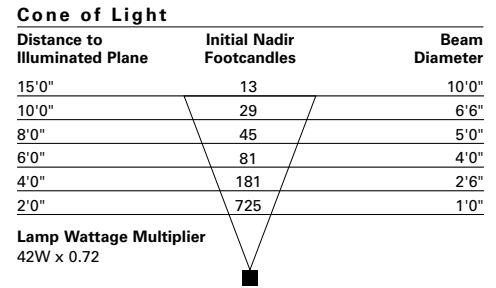 Cone of Light
Distance to Initial Nadir Beam
Illuminated Plane Footcandles Diameter
15'0" 13 10'0"
10'0" 29 6'6"
8'0" 45 5'0"
6'0" 81 4'0"
4'0" 181 2'6"
2'0" 725 1'0"
Lamp Wattage Multiplier
42W x 0.72